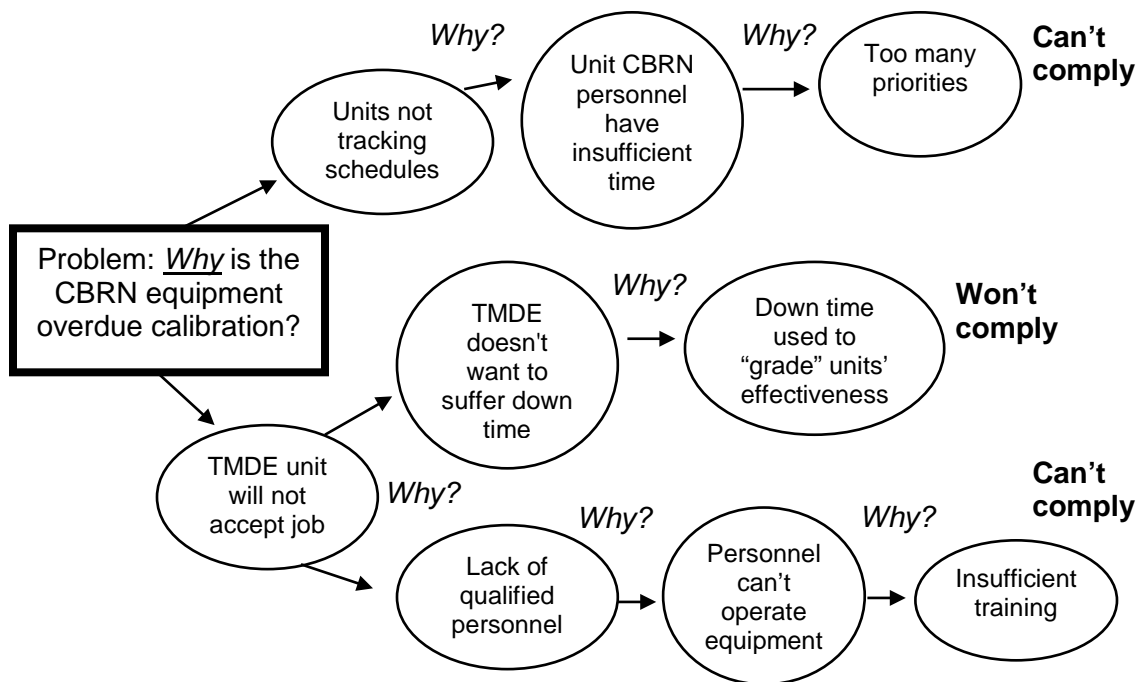 Why?
Unit CBRN
personnel
have
insufficient
time
Why?
Too many
priorities
Can’t
comply
Units not
tracking
schedules
Problem: Why is the
CBRN equipment
overdue calibration?
TMDE
doesn't
want to
suffer down
time
Why?
Down time
used to
“grade” units’
effectiveness
Won’t
comply
TMDE unit
will not
accept job
Why?
Lack of
qualified
personnel
Why?
Personnel
can’t
operate
equipment
Why?
Insufficient
training
Can’t
comply